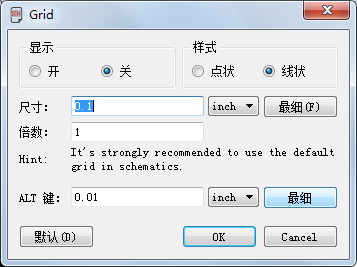 Grid
显示
样式
开 关 点状 线状
尺寸: 0.1 inch 最细(F)
倍数: 1
Hint: It's strongly recommended to use the default
grid in schematics.
ALT 键: 0.01 inch 最细
默认(D) OK Cancel